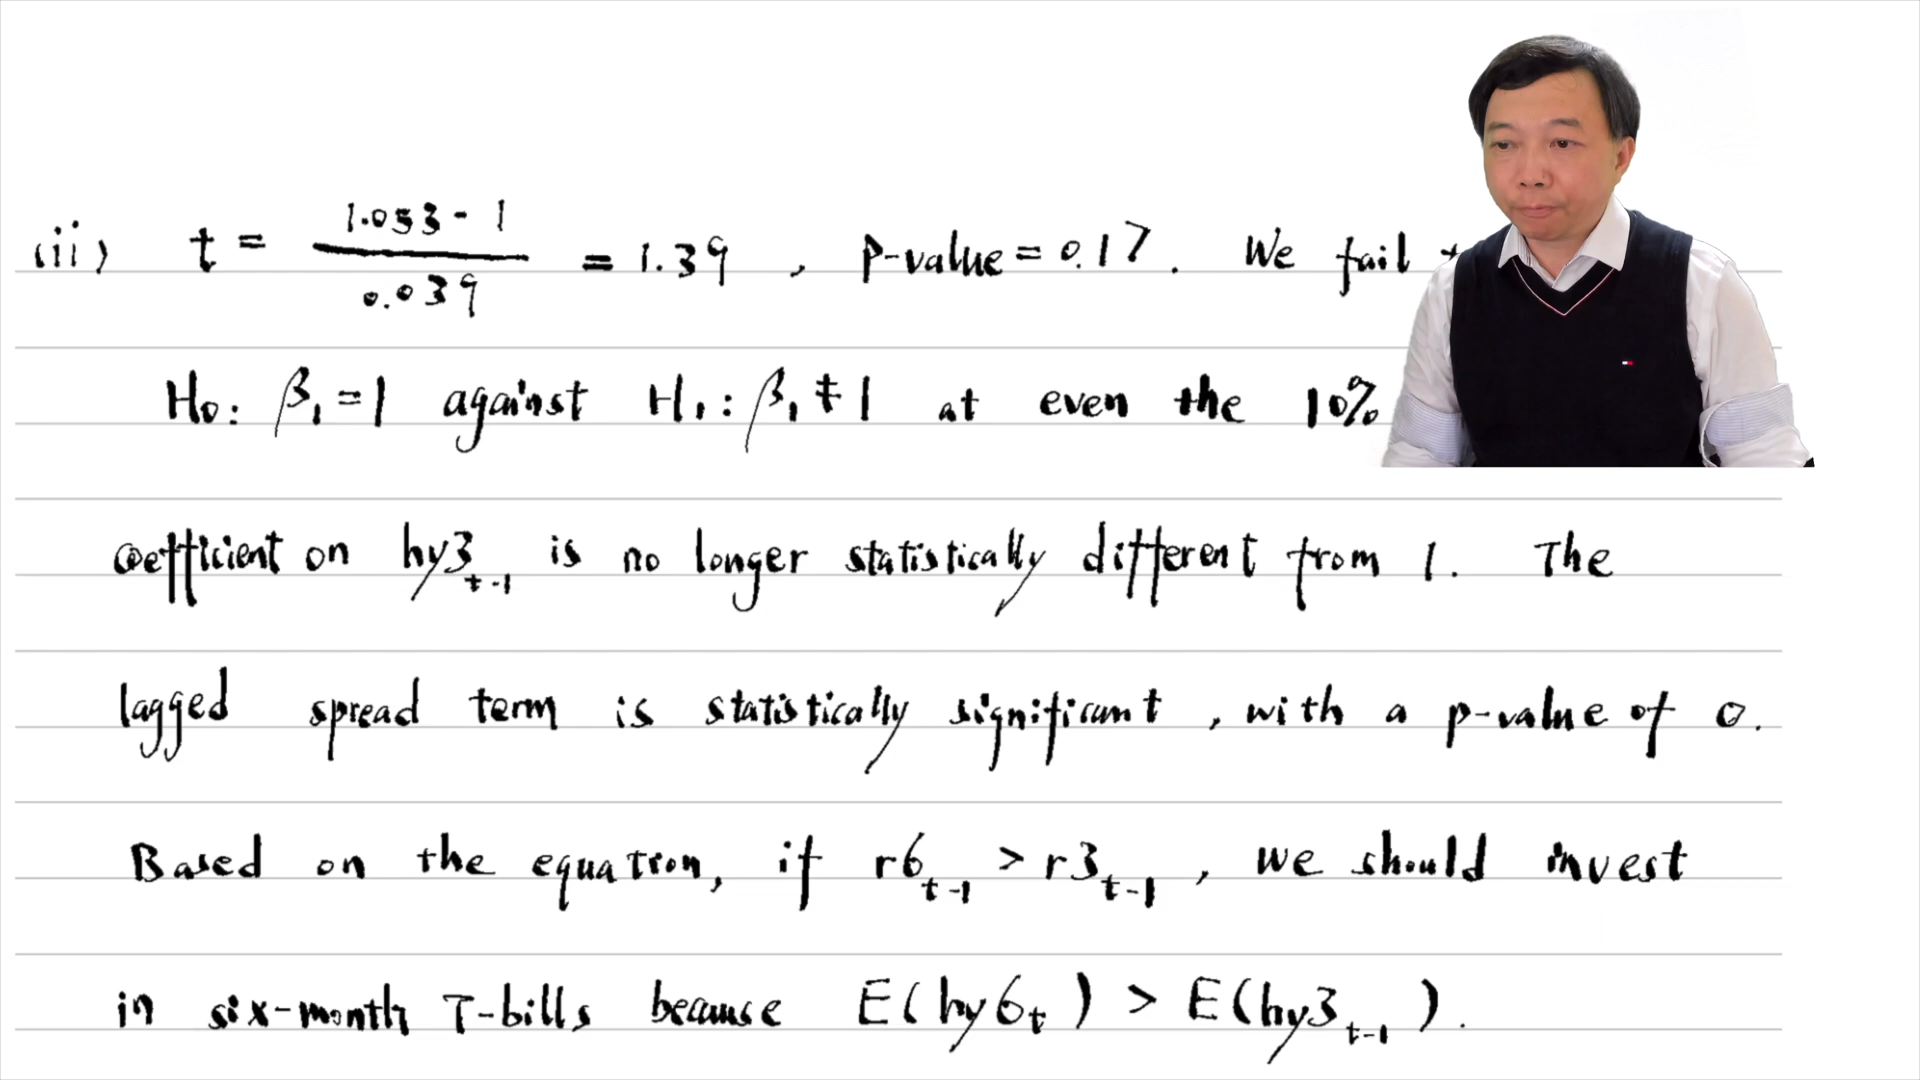 (ii) t = (1.053 - 1) / 0.039 = 1.39 , p-value = 0.17. We fail
H0: β1 = 1 against H1: β1 ≠ 1 at even the 10%
coefficient on hy3t-1 is no longer statistically different from 1. The
lagged spread term is statistically significant, with a p-value of 0.
Based on the equation, if r6t-1 > r3t-1, we should invest
in six-month T-bills because E(hy6t) > E(hy3t-1).